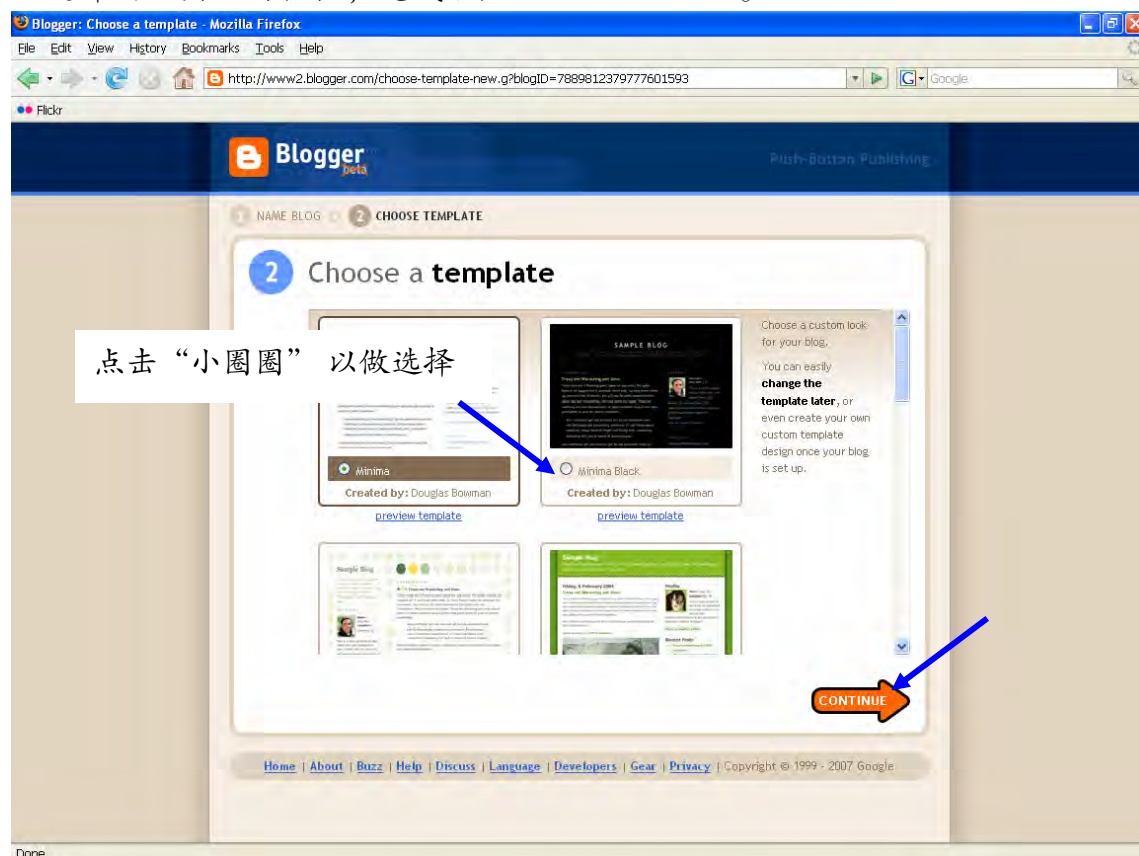 Blogger: Choose a template - Mozilla Firefox
File Edit View History Bookmarks Tools Help
http://www2.blogger.com/choose-template-new.g?blogID=7889812379777601593
G Google
Flickr
Blogger
beta
Push-Button Publishing
1 NAME BLOG 2 CHOOSE TEMPLATE
2 Choose a template
点击“小圈圈” 以做选择
SAMPLE BLOG
Minima
Created by: Douglas Bowman
preview template
Minima Black
Created by: Douglas Bowman
preview template
Sample Blog
Sample Blog
Choose a custom look
for your blog.
You can easily
change the
template later, or
even create your own
custom template
design once your blog
is set up.
CONTINUE
Home | About | Buzz | Help | Discuss | Language | Developers | Gear | Privacy | Copyright © 1999 - 2007 Google
Done